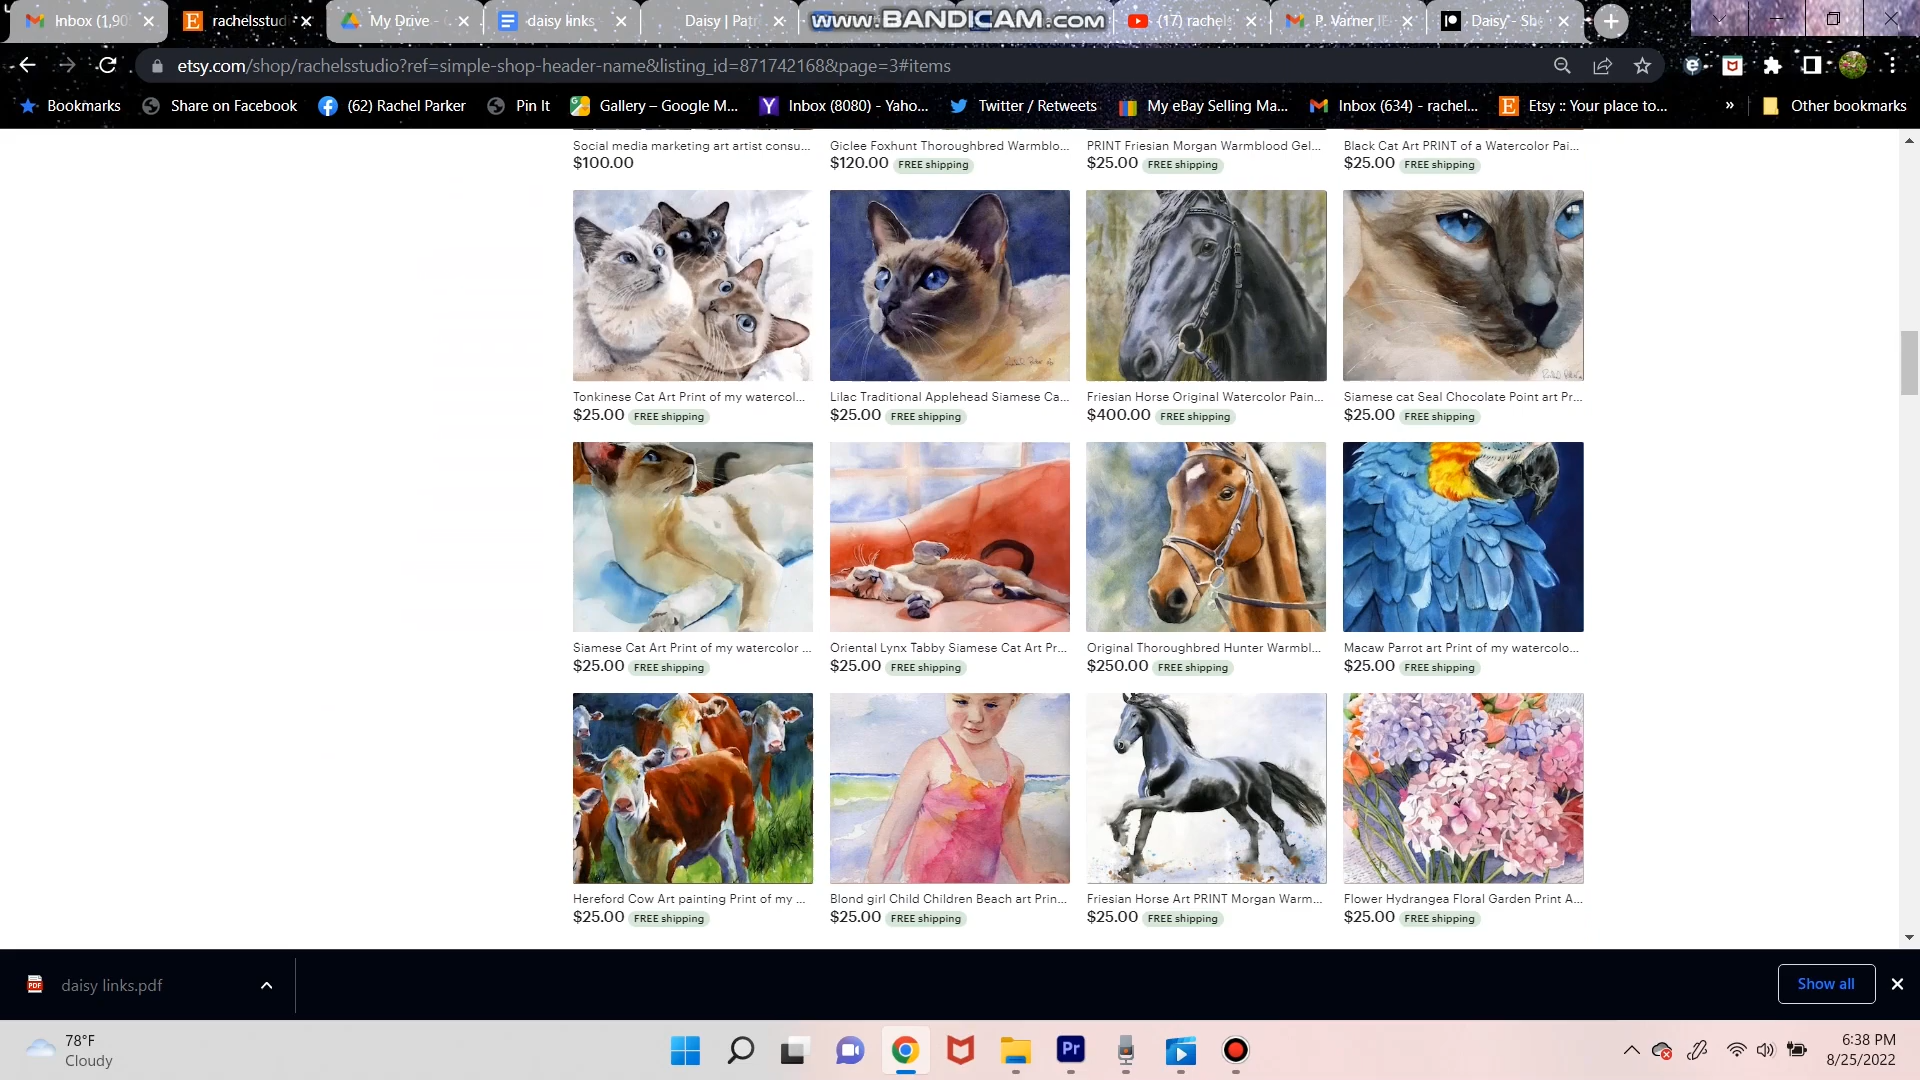 Inbox (1,90
rachelsstudi
My Drive -
daisy links
Daisy | Pat
www.BANDICAM.com
(17) rachel
P. Varner
Daisy - Sh
etsy.com/shop/rachelsstudio?ref=simple-shop-header-name&listing_id=871742168&page=3#items
Bookmarks
Share on Facebook
(62) Rachel Parker
Pin It
Gallery – Google M...
Inbox (8080) - Yaho...
Twitter / Retweets
My eBay Selling Ma...
Inbox (634) - rachel...
Etsy :: Your place to...
»
Other bookmarks
Social media marketing art artist consu...
Giclee Foxhunt Thoroughbred Warmblo...
PRINT Friesian Morgan Warmblood Gel...
Black Cat Art PRINT of a Watercolor Pai...
$100.00
$120.00 FREE shipping
$25.00 FREE shipping
$25.00 FREE shipping
Tonkinese Cat Art Print of my watercol...
Lilac Traditional Applehead Siamese Ca...
Friesian Horse Original Watercolor Pain...
Siamese cat Seal Chocolate Point art Pr...
$25.00 FREE shipping
$25.00 FREE shipping
$400.00 FREE shipping
$25.00 FREE shipping
Siamese Cat Art Print of my watercolor ...
Oriental Lynx Tabby Siamese Cat Art Pr...
Original Thoroughbred Hunter Warmbl...
Macaw Parrot art Print of my watercolo...
$25.00 FREE shipping
$25.00 FREE shipping
$250.00 FREE shipping
$25.00 FREE shipping
Hereford Cow Art painting Print of my ...
Blond girl Child Children Beach art Prin...
Friesian Horse Art PRINT Morgan Warm...
Flower Hydrangea Floral Garden Print A...
$25.00 FREE shipping
$25.00 FREE shipping
$25.00 FREE shipping
$25.00 FREE shipping
PDF
daisy links.pdf
Show all
78°F
Cloudy
Pr
6:38 PM
8/25/2022